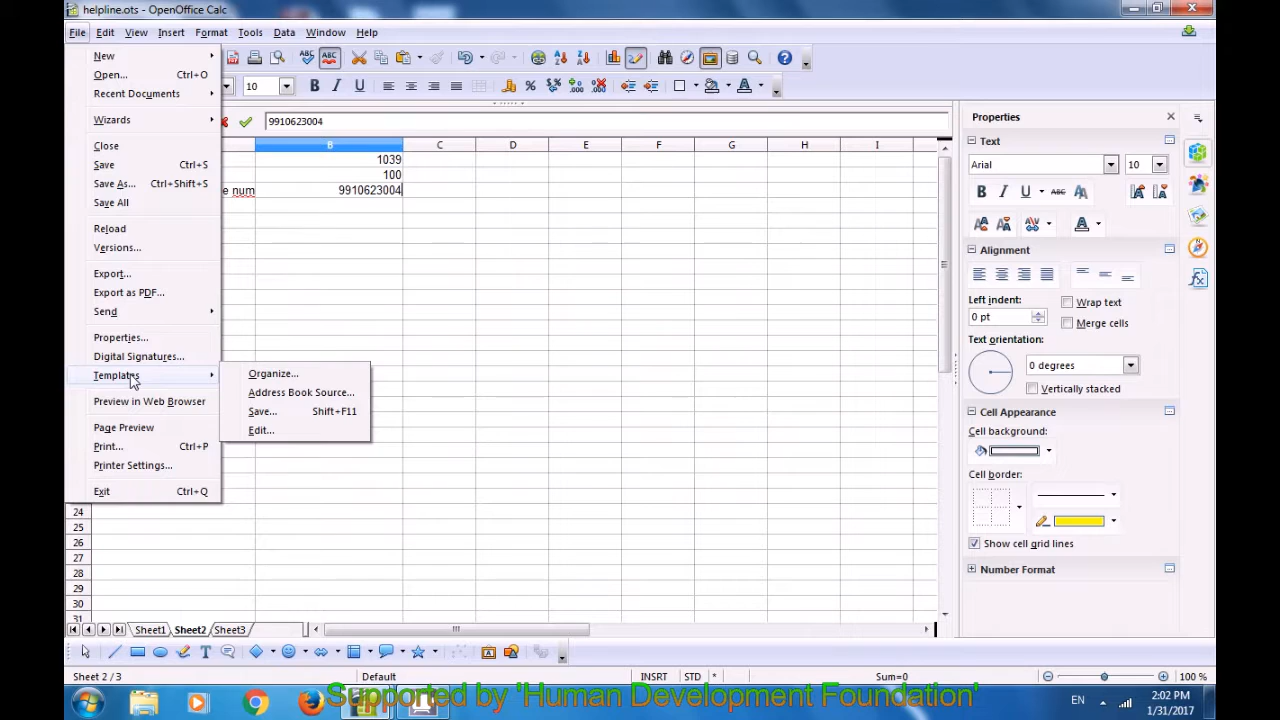 helpline.ots - OpenOffice Calc
File Edit View Insert Format Tools Data Window Help
New
Open... Ctrl+O
Recent Documents
Wizards
Close
Save Ctrl+S
Save As... Ctrl+Shift+S
Save All
Reload
Versions...
Export...
Export as PDF...
Send
Properties...
Digital Signatures...
Templates
Preview in Web Browser
Page Preview
Print... Ctrl+P
Printer Settings...
Exit Ctrl+Q
Organize...
Address Book Source...
Save... Shift+F11
Edit...
10
9910623004
B C D E F G H I
1039
100
e num 9910623004
24
25
26
27
28
29
30
31
Properties
Text
Arial 10
Alignment
Left indent: Wrap text
0 pt Merge cells
Text orientation:
0 degrees
Vertically stacked
Cell Appearance
Cell background:
Cell border:
Show cell grid lines
Number Format
Sheet1 Sheet2 Sheet3
Sheet 2 / 3 Default INSRT STD * Sum=0 100 %
Supported by 'Human Development Foundation'
EN 2:02 PM
1/31/2017